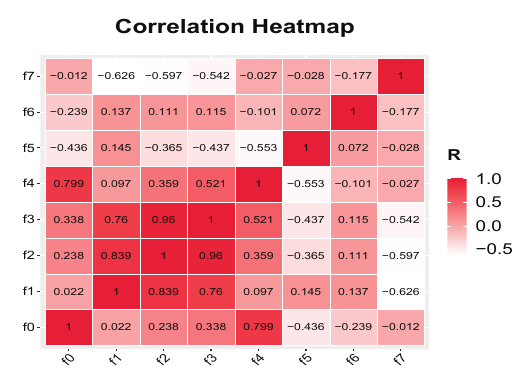 Correlation Heatmap
f7 −0.012 −0.626 −0.597 −0.542 −0.027 −0.028 −0.177 1
f6 −0.239 0.137 0.111 0.115 −0.101 0.072 1 −0.177
f5 −0.436 0.145 −0.365 −0.437 −0.553 1 0.072 −0.028
f4 0.799 0.097 0.359 0.521 1 −0.553 −0.101 −0.027
f3 0.338 0.76 0.96 1 0.521 −0.437 0.115 −0.542
f2 0.238 0.839 1 0.96 0.359 −0.365 0.111 −0.597
f1 0.022 1 0.839 0.76 0.097 0.145 0.137 −0.626
f0 1 0.022 0.238 0.338 0.799 −0.436 −0.239 −0.012
f0 f1 f2 f3 f4 f5 f6 f7
R
1.0
0.5
0.0
−0.5